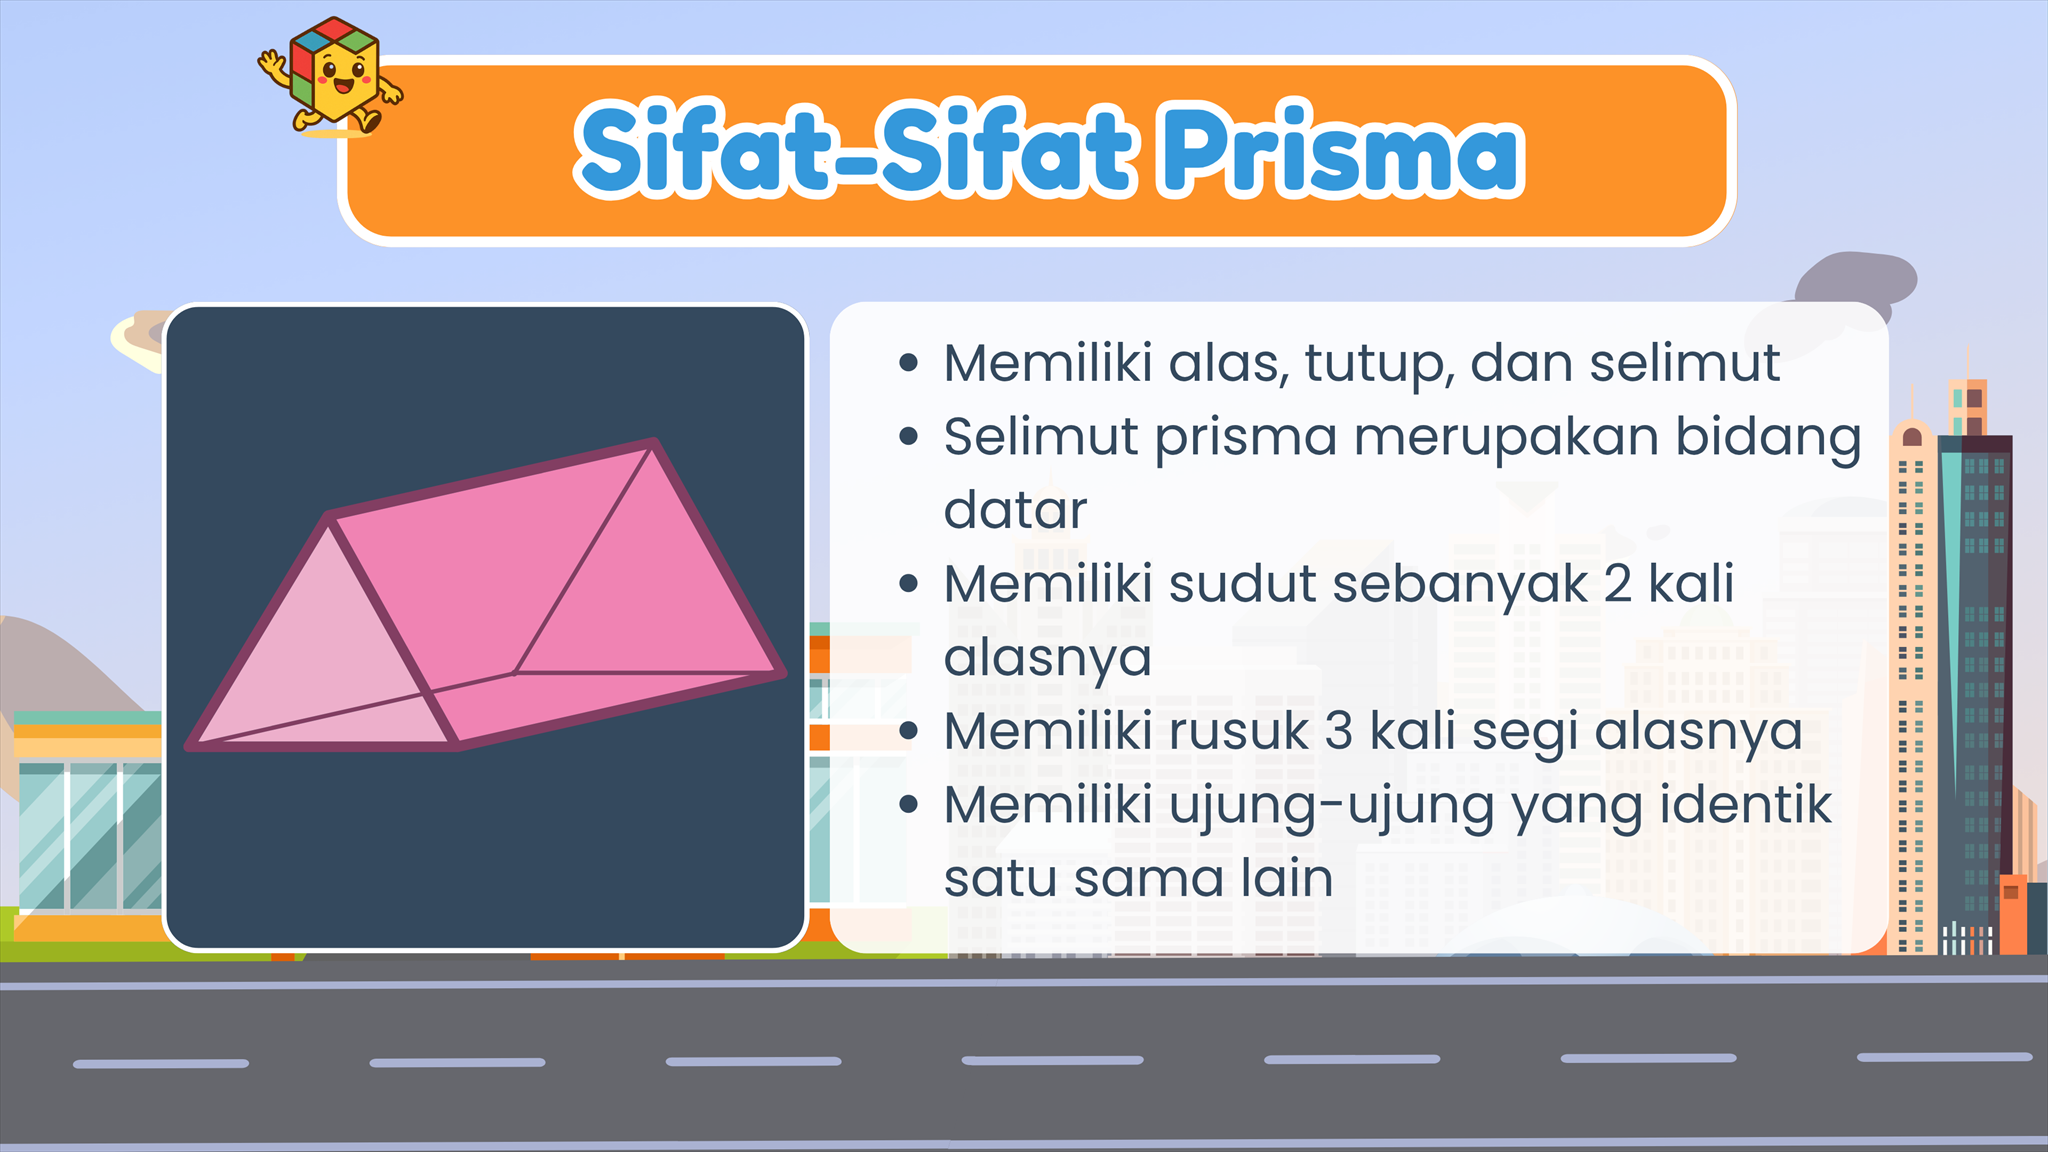 Sifat-Sifat Prisma
• Memiliki alas, tutup, dan selimut
• Selimut prisma merupakan bidang
datar
• Memiliki sudut sebanyak 2 kali
alasnya
• Memiliki rusuk 3 kali segi alasnya
• Memiliki ujung-ujung yang identik
satu sama lain